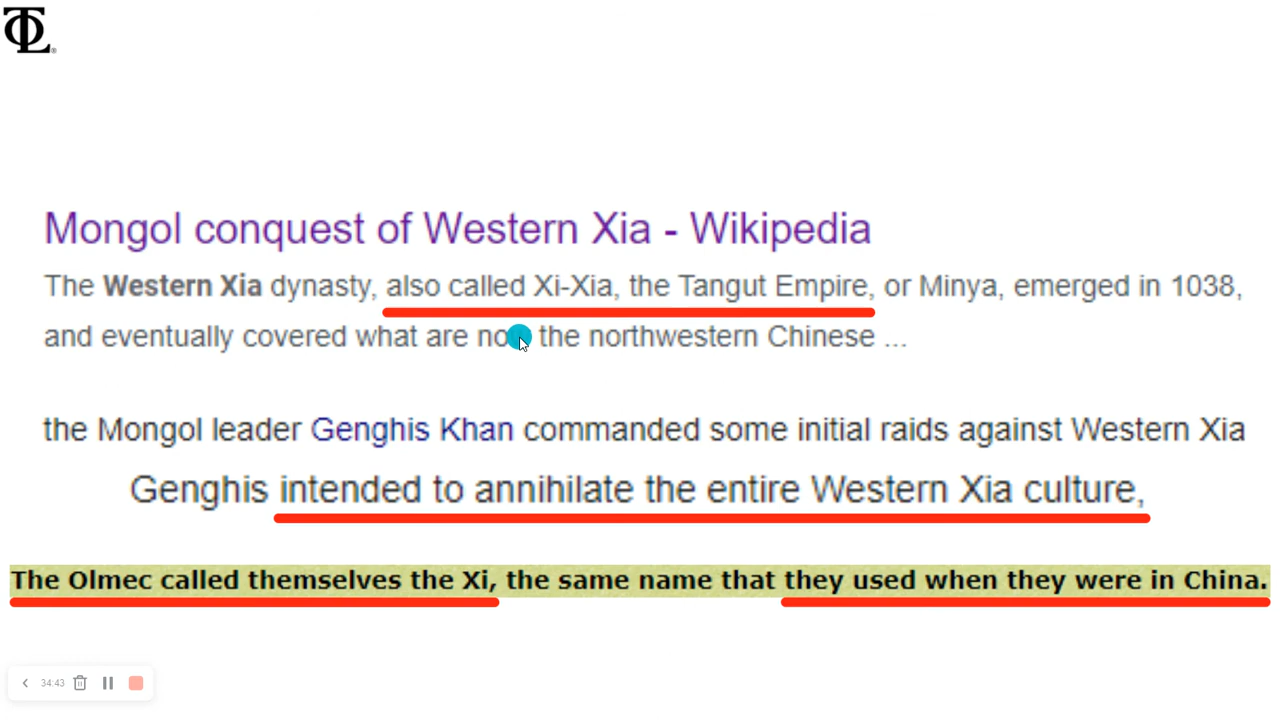 Mongol conquest of Western Xia - Wikipedia
The Western Xia dynasty, also called Xi-Xia, the Tangut Empire, or Minya, emerged in 1038,
and eventually covered what are now the northwestern Chinese ...
the Mongol leader Genghis Khan commanded some initial raids against Western Xia
Genghis intended to annihilate the entire Western Xia culture,
The Olmec called themselves the Xi, the same name that they used when they were in China.
34:43